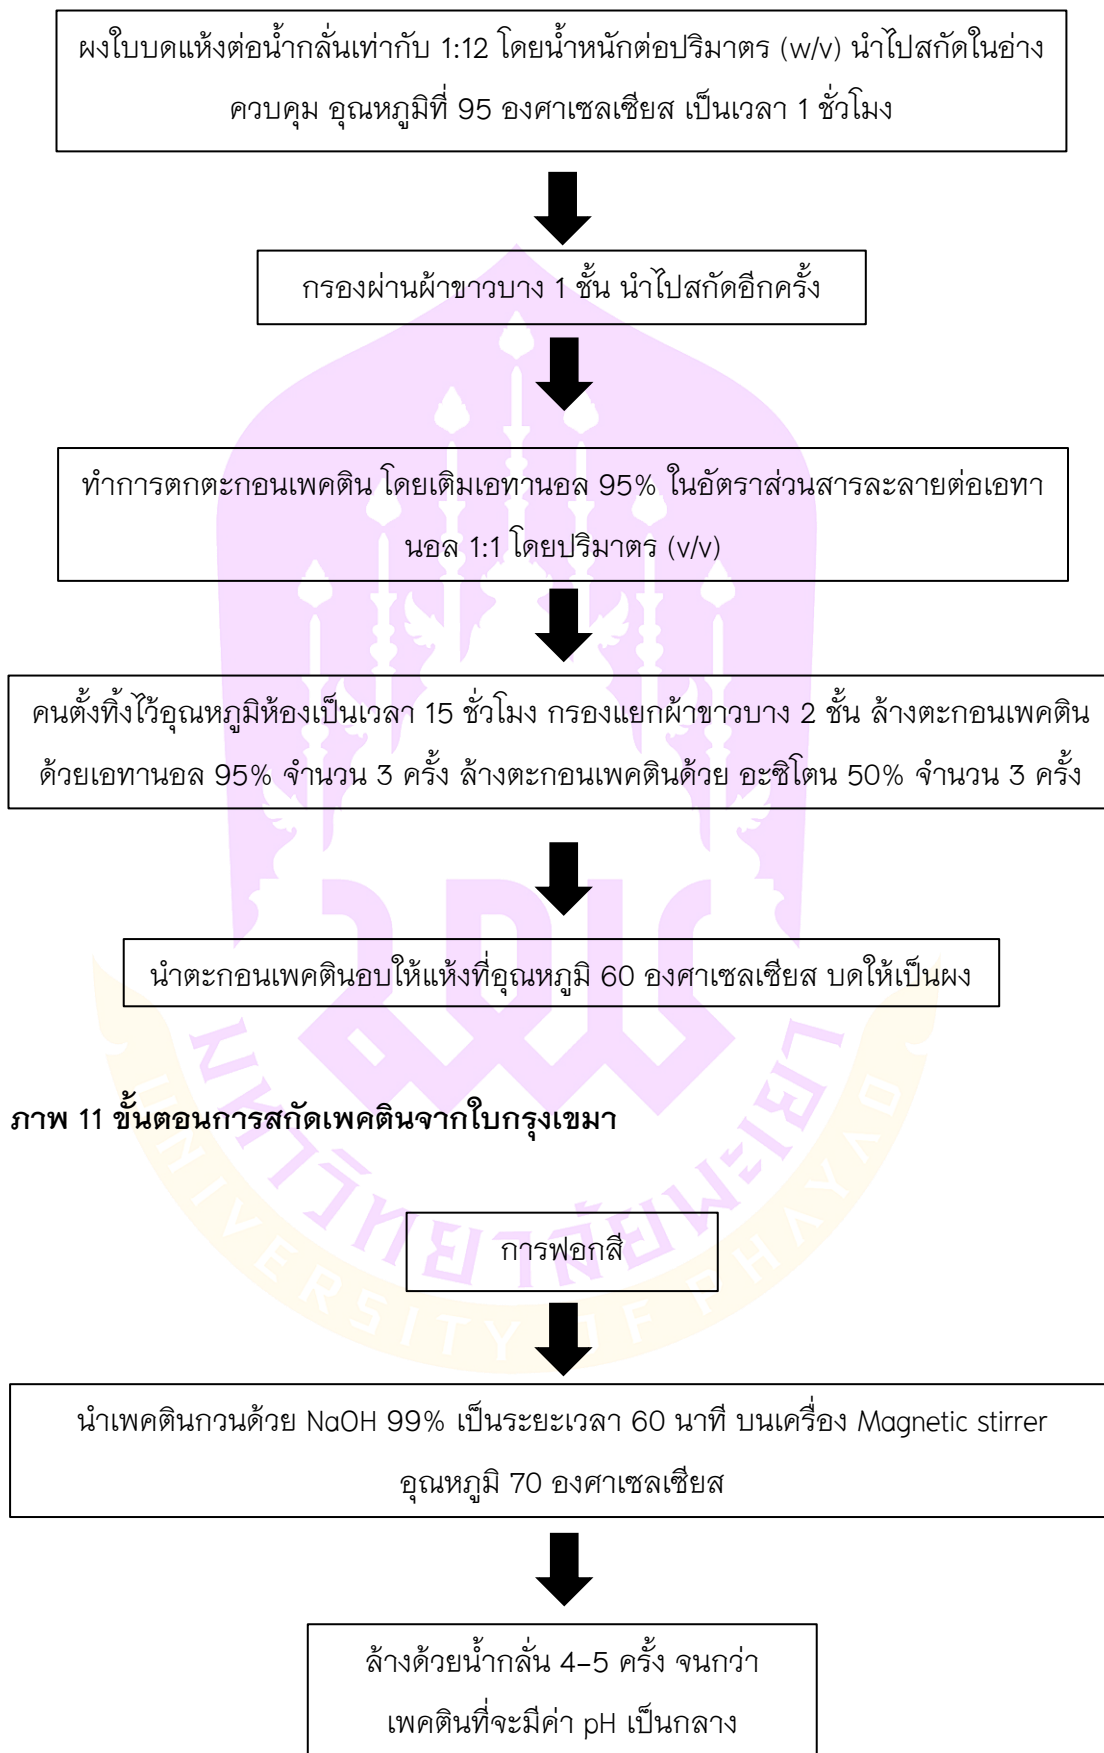 ผงใบบดแห้งต่อน้ำกลั่นเท่ากับ 1:12 โดยน้ำหนักต่อปริมาตร (w/v) นำไปสกัดในอ่าง
ควบคุม อุณหภูมิที่ 95 องศาเซลเซียส เป็นเวลา 1 ชั่วโมง
กรองผ่านผ้าขาวบาง 1 ชั้น นำไปสกัดอีกครั้ง
ทำการตกตะกอนเพคติน โดยเติมเอทานอล 95% ในอัตราส่วนสารละลายต่อเอทา
นอล 1:1 โดยปริมาตร (v/v)
คนตั้งทิ้งไว้อุณหภูมิห้องเป็นเวลา 15 ชั่วโมง กรองแยกผ้าขาวบาง 2 ชั้น ล้างตะกอนเพคติน
ด้วยเอทานอล 95% จำนวน 3 ครั้ง ล้างตะกอนเพคตินด้วย อะซิโตน 50% จำนวน 3 ครั้ง
นำตะกอนเพคตินอบให้แห้งที่อุณหภูมิ 60 องศาเซลเซียส บดให้เป็นผง
ภาพ 11 ขั้นตอนการสกัดเพคตินจากใบกรุงเขมา
การฟอกสี
นำเพคตินกวนด้วย NaOH 99% เป็นระยะเวลา 60 นาที บนเครื่อง Magnetic stirrer
อุณหภูมิ 70 องศาเซลเซียส
ล้างด้วยน้ำกลั่น 4-5 ครั้ง จนกว่า
เพคตินที่จะมีค่า pH เป็นกลาง
มหาวิทยาลัยพะเยา
UNIVERSITY OF PHAYAO